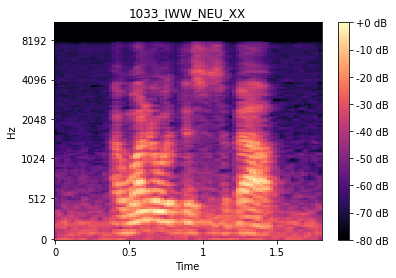 1033_IWW_NEU_XX
+0 dB
8192
-10 dB
4096
-20 dB
-30 dB
2048
Hz
-40 dB
1024
-50 dB
512
-60 dB
-70 dB
0
-80 dB
0 0.5 1 1.5
Time